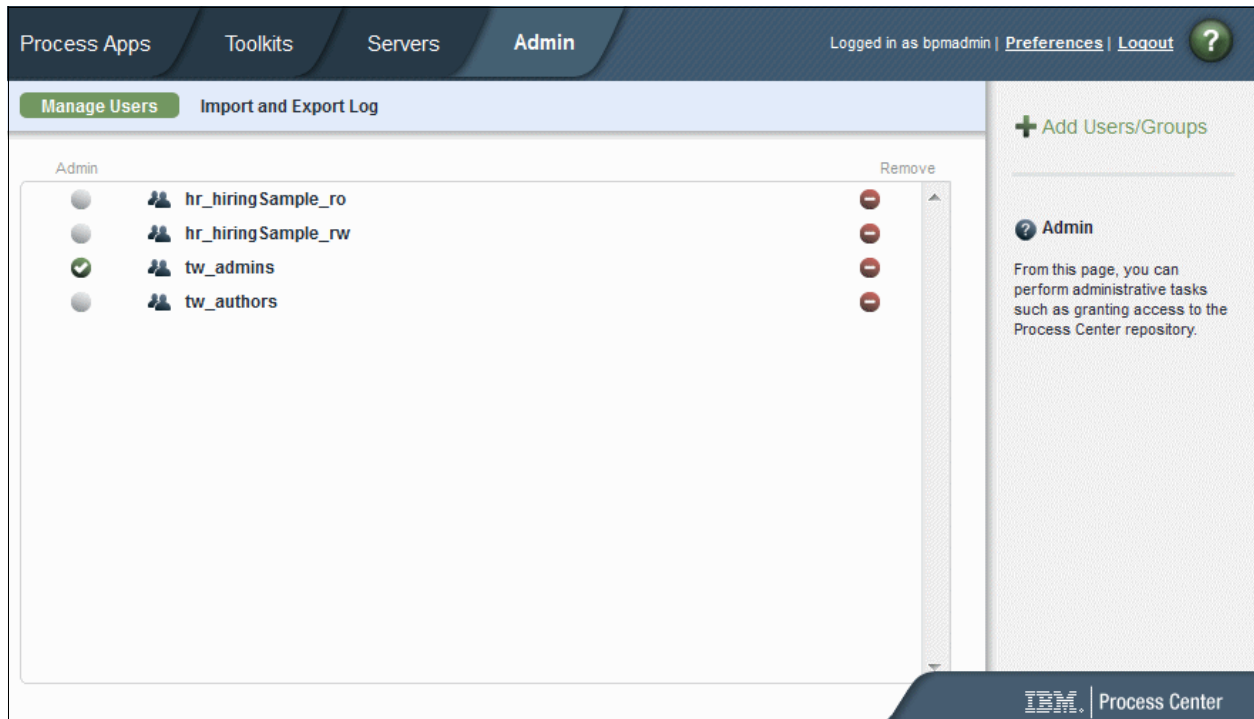 Process Apps
Toolkits
Servers
Admin
Logged in as bpmadmin | Preferences | Logout
?
Manage Users
Import and Export Log
Add Users/Groups
Admin
Remove
hr_hiringSample_ro
hr_hiringSample_rw
tw_admins
tw_authors
? Admin
From this page, you can
perform administrative tasks
such as granting access to the
Process Center repository.
IBM. | Process Center